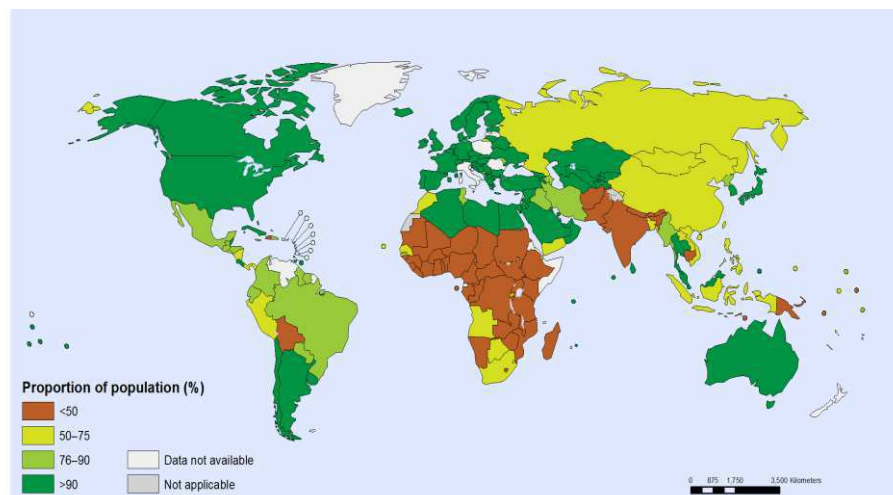 Proportion of population (%)
<50
50–75
76–90
>90
Data not available
Not applicable
0 875 1,750 3,500 Kilometers